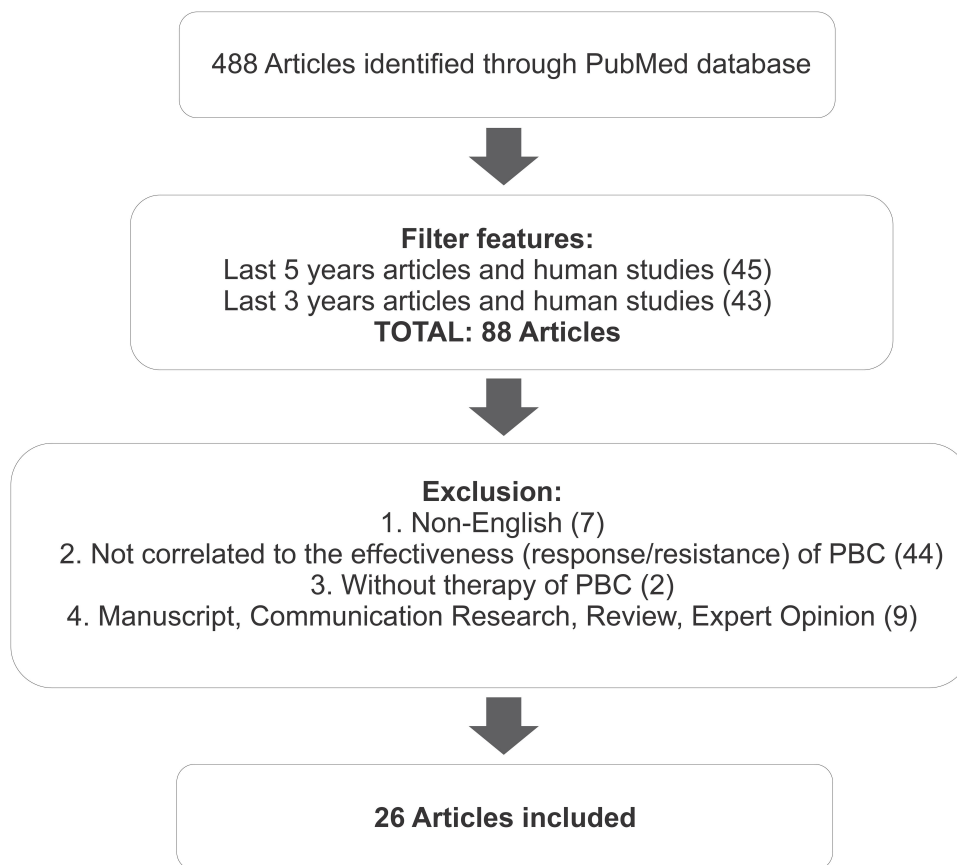 488 Articles identified through PubMed database
Filter features:
Last 5 years articles and human studies (45)
Last 3 years articles and human studies (43)
TOTAL: 88 Articles
Exclusion:
1. Non-English (7)
2. Not correlated to the effectiveness (response/resistance) of PBC (44)
3. Without therapy of PBC (2)
4. Manuscript, Communication Research, Review, Expert Opinion (9)
26 Articles included